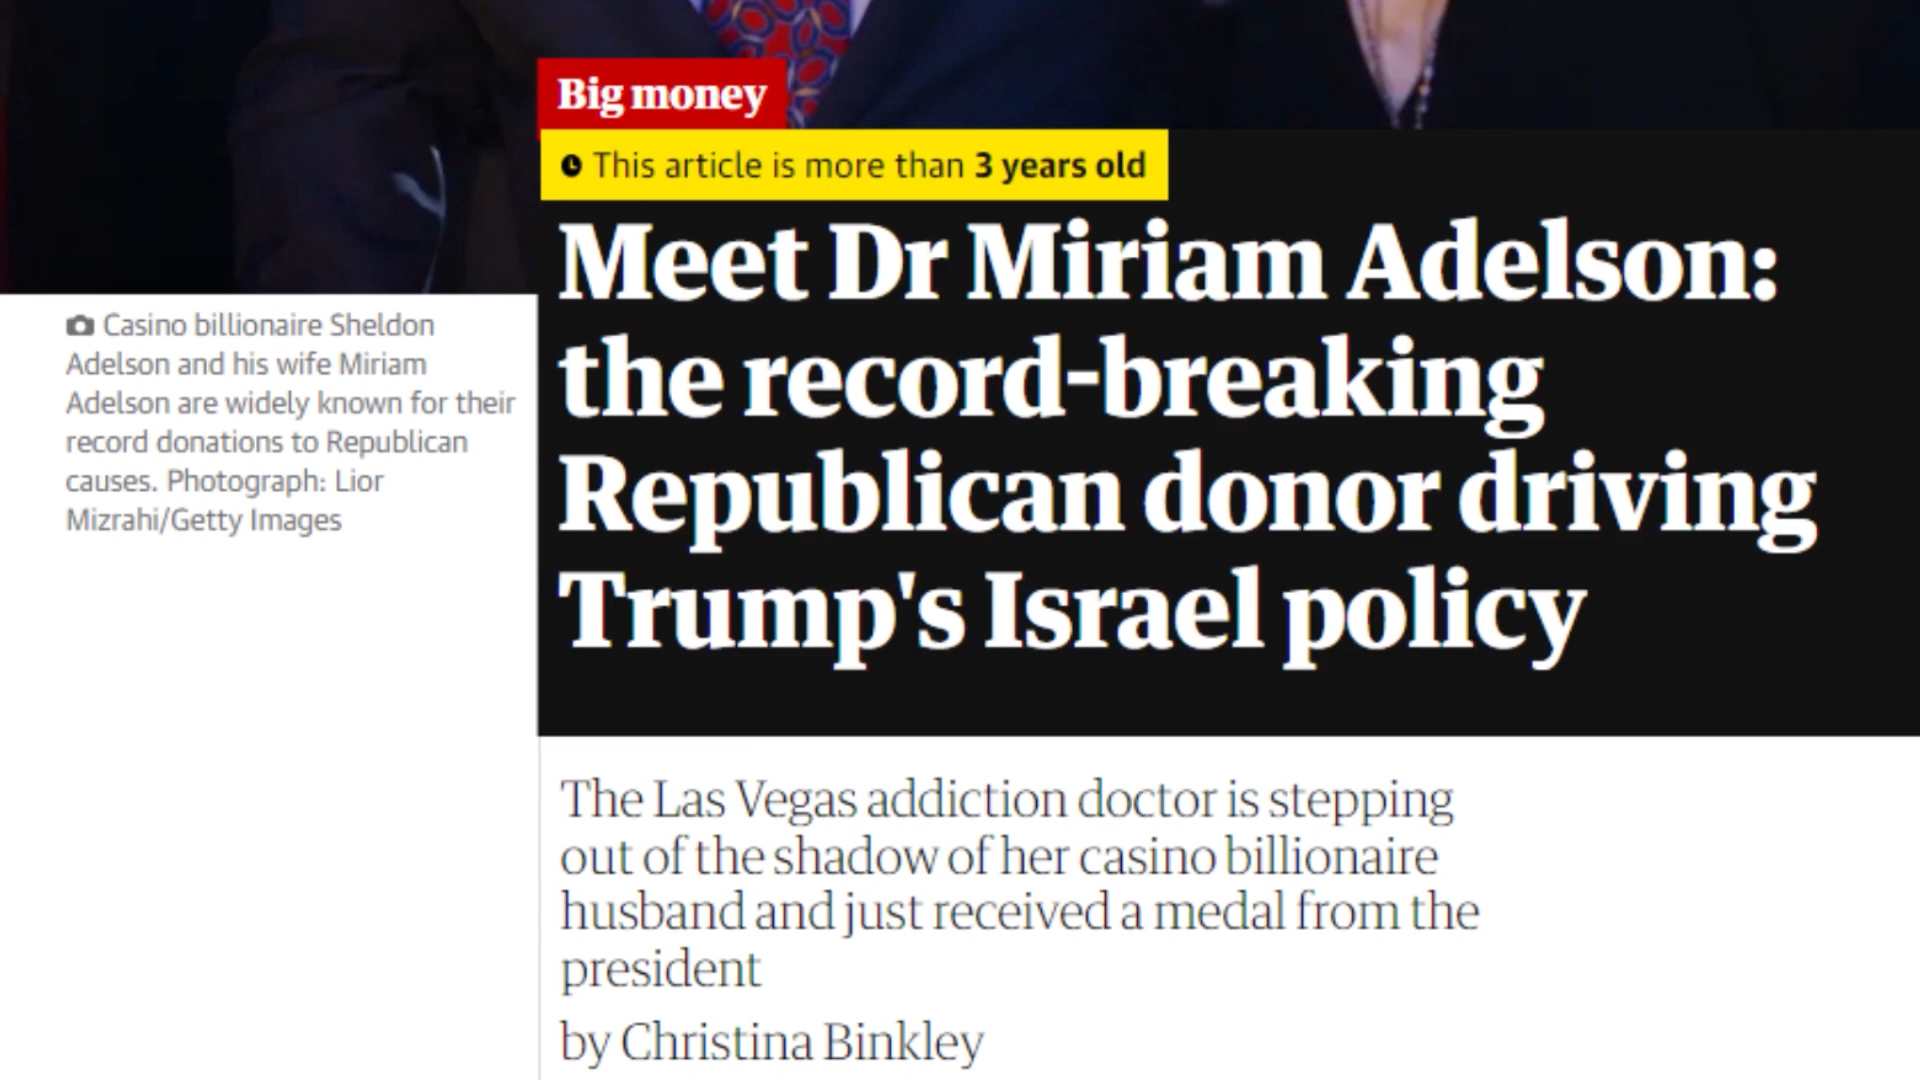 Big money
This article is more than 3 years old
Meet Dr Miriam Adelson:
the record-breaking
Republican donor driving
Trump's Israel policy
Casino billionaire Sheldon
Adelson and his wife Miriam
Adelson are widely known for their
record donations to Republican
causes. Photograph: Lior
Mizrahi/Getty Images
The Las Vegas addiction doctor is stepping
out of the shadow of her casino billionaire
husband and just received a medal from the
president
by Christina Binkley